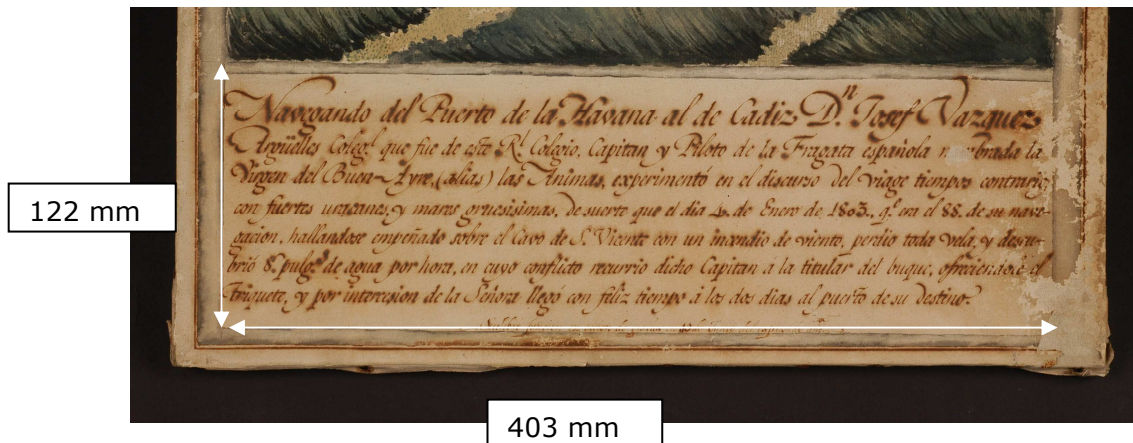 Navegando del Puerto de la Havana al de Cadiz D.n Josef Vazquez
Argüelles Coleg.l que fue de este R.l Colegio, Capitan y Piloto de la Fragata española nombrada la
Virgen del Buen-Ayre, (alias) las Animas, experimentó en el discurso del viage tiempos contrarios
con fuertes uracanes, y mares gruesisimas, de suerte que el dia 4. de Enero de 1803, q.e era el 88. de su nave-
gacion, hallandose empeñado sobre el Cavo de S. Vicente con un incendio de viento, perdio toda vela, y descu-
brió 8. pulg.s de agua por hora, en cuyo conflicto recurrio dicho Capitan á la titular del buque, ofreciendole el
Triquete, y por intercesion de la Señora llegó con feliz tiempo á los dos dias al puerto de su destino.
122 mm
403 mm